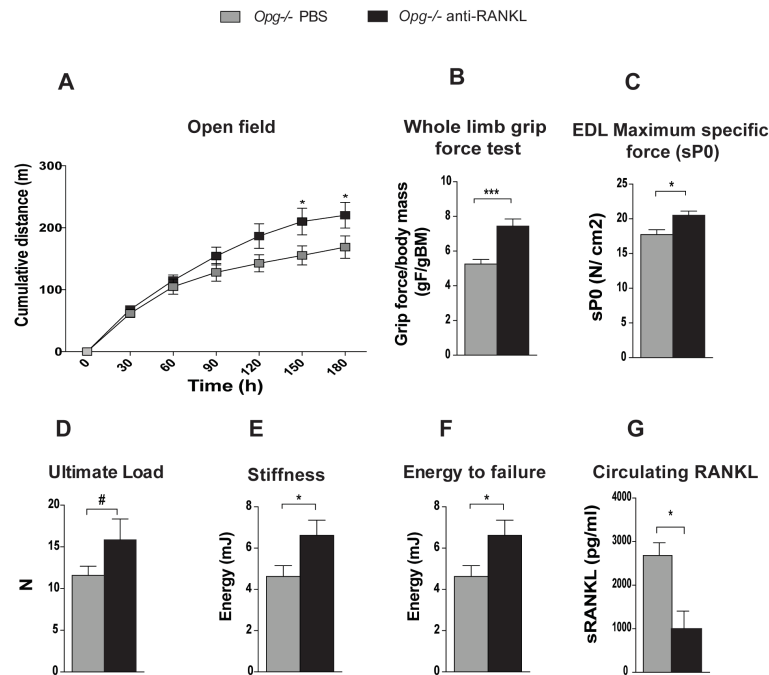 Opg-/- PBS
Opg-/- anti-RANKL
A
Open field
Cumulative distance (m)
300
200
100
0
0
30
60
90
120
150
180
*
*
Time (h)
B
Whole limb grip
force test
Grip force/body mass
(gF/gBM)
10
8
6
4
2
0
***
C
EDL Maximum specific
force (sP0)
sP0 (N/ cm2)
25
20
15
10
5
0
*
D
Ultimate Load
N
20
15
10
5
0
#
E
Stiffness
Energy (mJ)
8
6
4
2
0
*
F
Energy to failure
Energy (mJ)
8
6
4
2
0
*
G
Circulating RANKL
sRANKL (pg/ml)
4000
3000
2000
1000
0
*